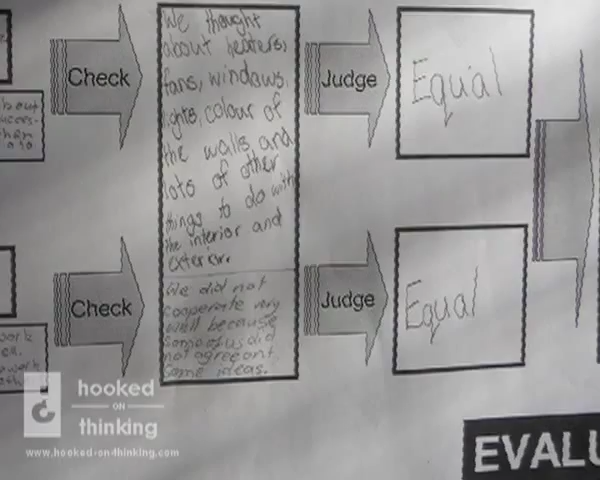 Check
We thought
about heaters,
fans, windows,
lights, colour of
the walls, and
lots of other
things to do with
the interior and
exterior.
Judge
Equal
Check
We did not
cooperate very
well because
some of us did
not agree ont
some ideas.
Judge
Equal
hooked
ON
thinking
www.hooked-on-thinking.com
EVALU